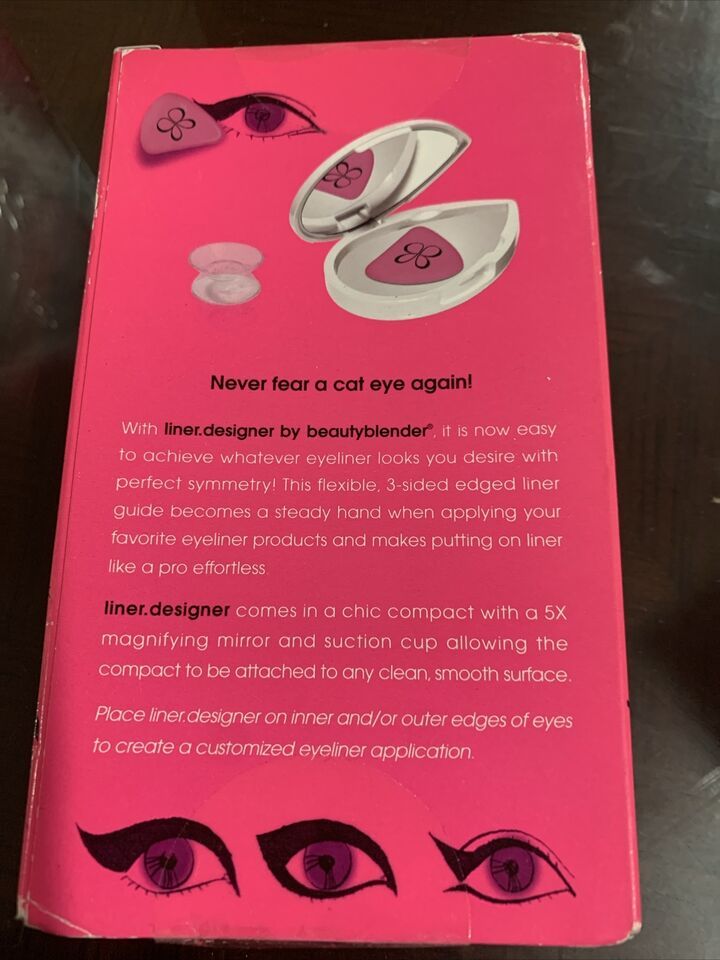 Never fear a cat eye again!
With liner.designer by beautyblender®, it is now easy
to achieve whatever eyeliner looks you desire with
perfect symmetry! This flexible, 3-sided edged liner
guide becomes a steady hand when applying your
favorite eyeliner products and makes putting on liner
like a pro effortless.
liner.designer comes in a chic compact with a 5X
magnifying mirror and suction cup allowing the
compact to be attached to any clean, smooth surface.
Place liner.designer on inner and/or outer edges of eyes
to create a customized eyeliner application.